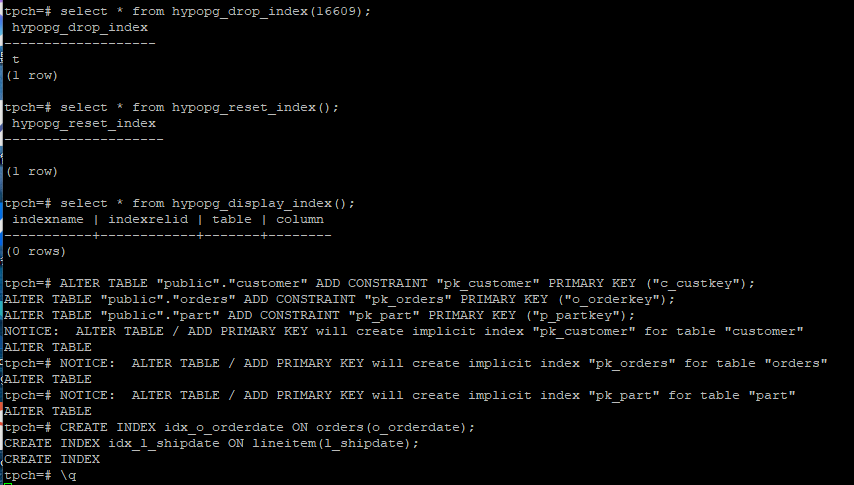 tpch=# select * from hypopg_drop_index(16609);
 hypopg_drop_index
-------------------
 t
(1 row)

tpch=# select * from hypopg_reset_index();
 hypopg_reset_index
--------------------

(1 row)

tpch=# select * from hypopg_display_index();
 indexname | indexrelid | table | column
-----------+------------+-------+--------
(0 rows)

tpch=# ALTER TABLE "public"."customer" ADD CONSTRAINT "pk_customer" PRIMARY KEY ("c_custkey");
ALTER TABLE "public"."orders" ADD CONSTRAINT "pk_orders" PRIMARY KEY ("o_orderkey");
ALTER TABLE "public"."part" ADD CONSTRAINT "pk_part" PRIMARY KEY ("p_partkey");
NOTICE:  ALTER TABLE / ADD PRIMARY KEY will create implicit index "pk_customer" for table "customer"
ALTER TABLE
tpch=# NOTICE:  ALTER TABLE / ADD PRIMARY KEY will create implicit index "pk_orders" for table "orders"
ALTER TABLE
tpch=# NOTICE:  ALTER TABLE / ADD PRIMARY KEY will create implicit index "pk_part" for table "part"
ALTER TABLE
tpch=# CREATE INDEX idx_o_orderdate ON orders(o_orderdate);
CREATE INDEX idx_l_shipdate ON lineitem(l_shipdate);
CREATE INDEX
tpch=# \q